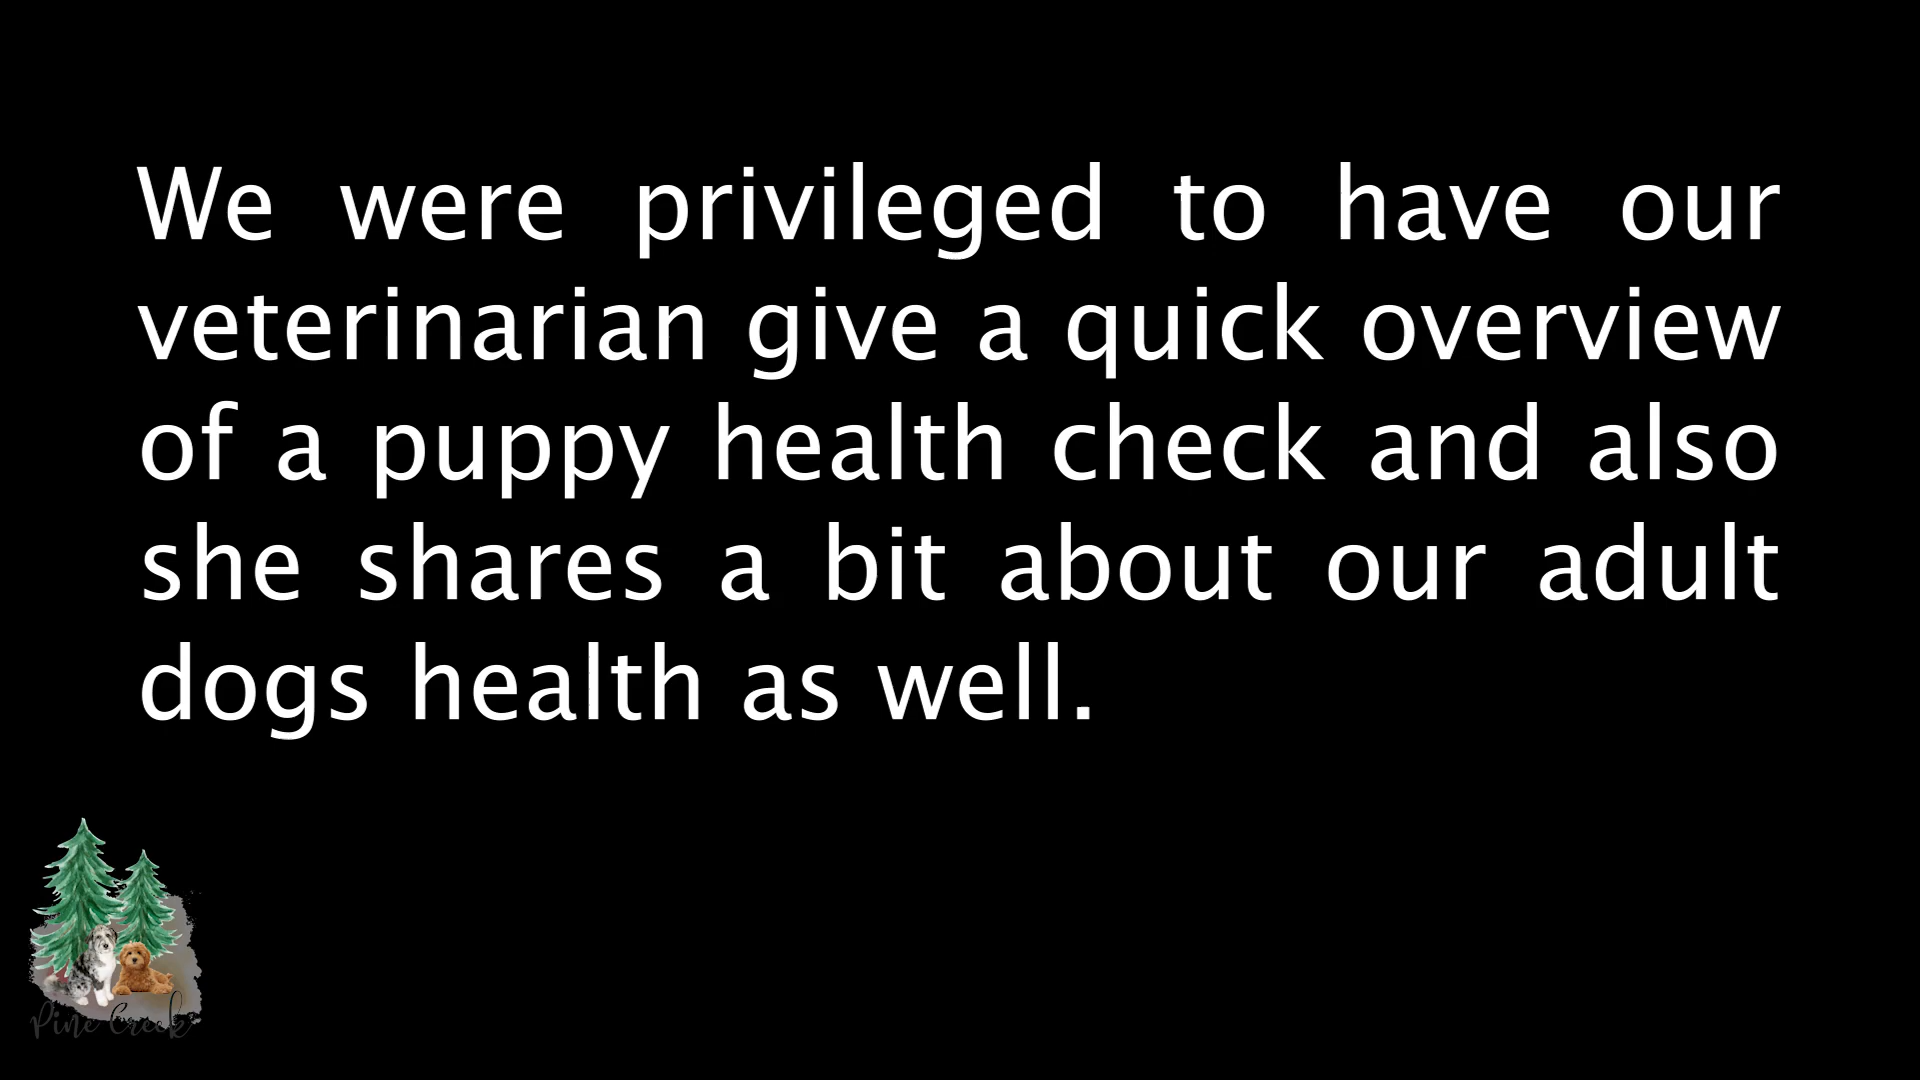 We were privileged to have our
veterinarian give a quick overview
of a puppy health check and also
she shares a bit about our adult
dogs health as well.
Pine Creek